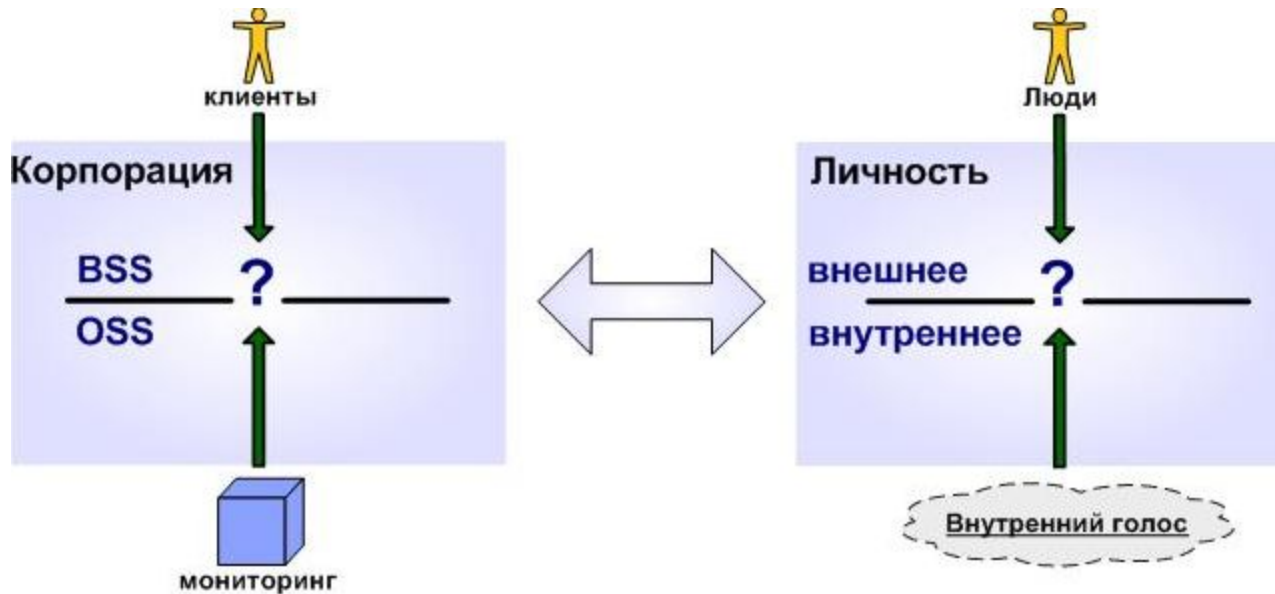 клиенты
Корпорация
BSS
?
OSS
мониторинг
Люди
Личность
внешнее
?
внутреннее
Внутренний голос